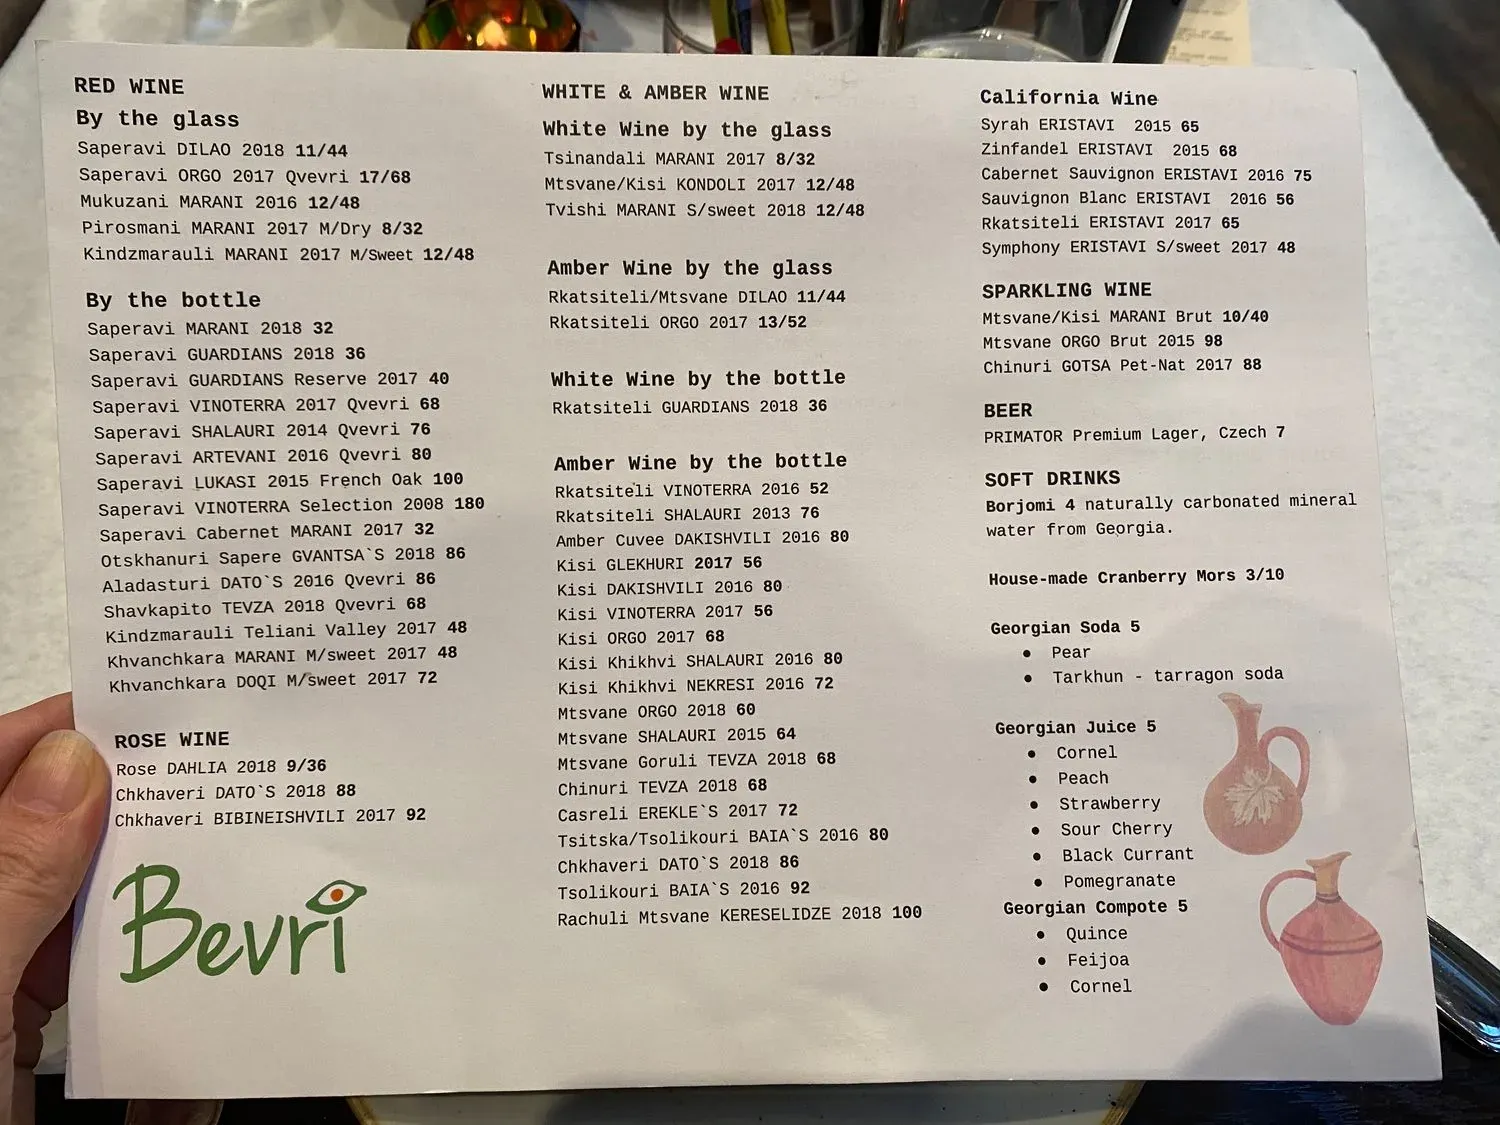 RED WINE
By the glass
Saperavi DILAO 2018 11/44
Saperavi ORGO 2017 Qvevri 17/68
Mukuzani MARANI 2016 12/48
Pirosmani MARANI 2017 M/Dry 8/32
Kindzmarauli MARANI 2017 M/Sweet 12/48
By the bottle
Saperavi MARANI 2018 32
Saperavi GUARDIANS 2018 36
Saperavi GUARDIANS Reserve 2017 40
Saperavi VINOTERRA 2017 Qvevri 68
Saperavi SHALAURI 2014 Qvevri 76
Saperavi ARTEVANI 2016 Qvevri 80
Saperavi LUKASI 2015 French Oak 100
Saperavi VINOTERRA Selection 2008 180
Saperavi Cabernet MARANI 2017 32
Otskhanuri Sapere GVANTSA`S 2018 86
Aladasturi DATO`S 2016 Qvevri 86
Shavkapito TEVZA 2018 Qvevri 68
Kindzmarauli Teliani Valley 2017 48
Khvanchkara MARANI M/sweet 2017 48
Khvanchkara DOQI M/sweet 2017 72
ROSE WINE
Rose DAHLIA 2018 9/36
Chkhaveri DATO`S 2018 88
Chkhaveri BIBINEISHVILI 2017 92
Bevri
WHITE & AMBER WINE
White Wine by the glass
Tsinandali MARANI 2017 8/32
Mtsvane/Kisi KONDOLI 2017 12/48
Tvishi MARANI S/sweet 2018 12/48
Amber Wine by the glass
Rkatsiteli/Mtsvane DILAO 11/44
Rkatsiteli ORGO 2017 13/52
White Wine by the bottle
Rkatsiteli GUARDIANS 2018 36
Amber Wine by the bottle
Rkatsiteli VINOTERRA 2016 52
Rkatsiteli SHALAURI 2013 76
Amber Cuvee DAKISHVILI 2016 80
Kisi GLEKHURI 2017 56
Kisi DAKISHVILI 2016 80
Kisi VINOTERRA 2017 56
Kisi ORGO 2017 68
Kisi Khikhvi SHALAURI 2016 80
Kisi Khikhvi NEKRESI 2016 72
Mtsvane ORGO 2018 60
Mtsvane SHALAURI 2015 64
Mtsvane Goruli TEVZA 2018 68
Chinuri TEVZA 2018 68
Casreli EREKLE`S 2017 72
Tsitska/Tsolikouri BAIA`S 2016 80
Chkhaveri DATO`S 2018 86
Tsolikouri BAIA`S 2016 92
Rachuli Mtsvane KERESELIDZE 2018 100
California Wine
Syrah ERISTAVI 2015 65
Zinfandel ERISTAVI 2015 68
Cabernet Sauvignon ERISTAVI 2016 75
Sauvignon Blanc ERISTAVI 2016 56
Rkatsiteli ERISTAVI 2017 65
Symphony ERISTAVI S/sweet 2017 48
SPARKLING WINE
Mtsvane/Kisi MARANI Brut 10/40
Mtsvane ORGO Brut 2015 98
Chinuri GOTSA Pet-Nat 2017 88
BEER
PRIMATOR Premium Lager, Czech 7
SOFT DRINKS
Borjomi 4 naturally carbonated mineral
water from Georgia.
House-made Cranberry Mors 3/10
Georgian Soda 5
● Pear
● Tarkhun - tarragon soda
Georgian Juice 5
● Cornel
● Peach
● Strawberry
● Sour Cherry
● Black Currant
● Pomegranate
Georgian Compote 5
● Quince
● Feijoa
● Cornel